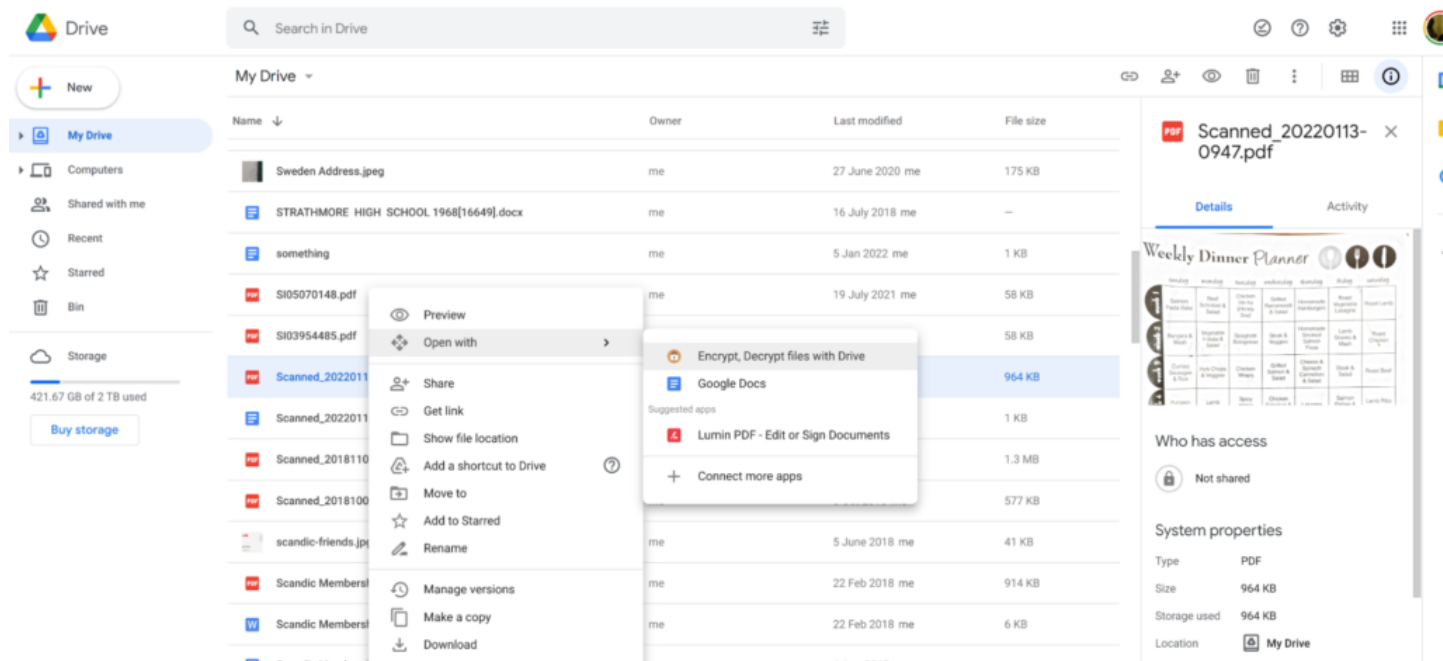 Drive
Search in Drive
New
My Drive
Computers
Shared with me
Recent
Starred
Bin
Storage
421.67 GB of 2 TB used
Buy storage
My Drive
Name Owner Last modified File size
Sweden Address.jpeg me 27 June 2020 me 175 KB
STRATHMORE HIGH SCHOOL 1968[16649].docx me 16 July 2018 me –
something me 5 Jan 2022 me 1 KB
SI05070148.pdf me 19 July 2021 me 58 KB
SI03954485.pdf 58 KB
Scanned_2022011 964 KB
Scanned_2022011 1 KB
Scanned_2018110 1.3 MB
Scanned_2018100 577 KB
scandic-friends.jpg me 5 June 2018 me 41 KB
Scandic Members me 22 Feb 2018 me 914 KB
Scandic Members me 22 Feb 2018 me 6 KB
Preview
Open with
Share
Get link
Show file location
Add a shortcut to Drive
Move to
Add to Starred
Rename
Manage versions
Make a copy
Download
Encrypt, Decrypt files with Drive
Google Docs
Suggested apps
Lumin PDF - Edit or Sign Documents
Connect more apps
PDF
Scanned_20220113-
0947.pdf
Details Activity
Weekly Dinner Planner
Who has access
Not shared
System properties
Type PDF
Size 964 KB
Storage used 964 KB
Location My Drive